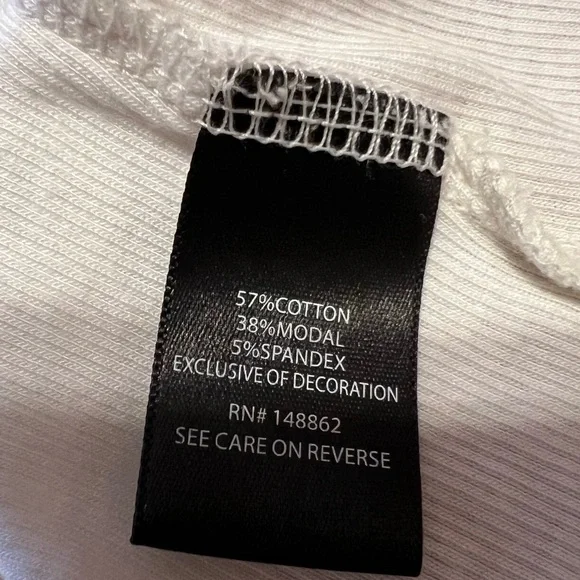 57%COTTON
38%MODAL
5%SPANDEX
EXCLUSIVE OF DECORATION
RN# 148862
SEE CARE ON REVERSE